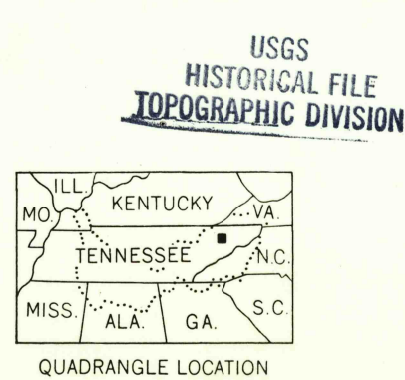 USGS
HISTORICAL FILE
TOPOGRAPHIC DIVISION
ILL.
MO.
KENTUCKY
VA.
TENNESSEE
N.C.
MISS.
ALA.
GA.
S.C.
QUADRANGLE LOCATION